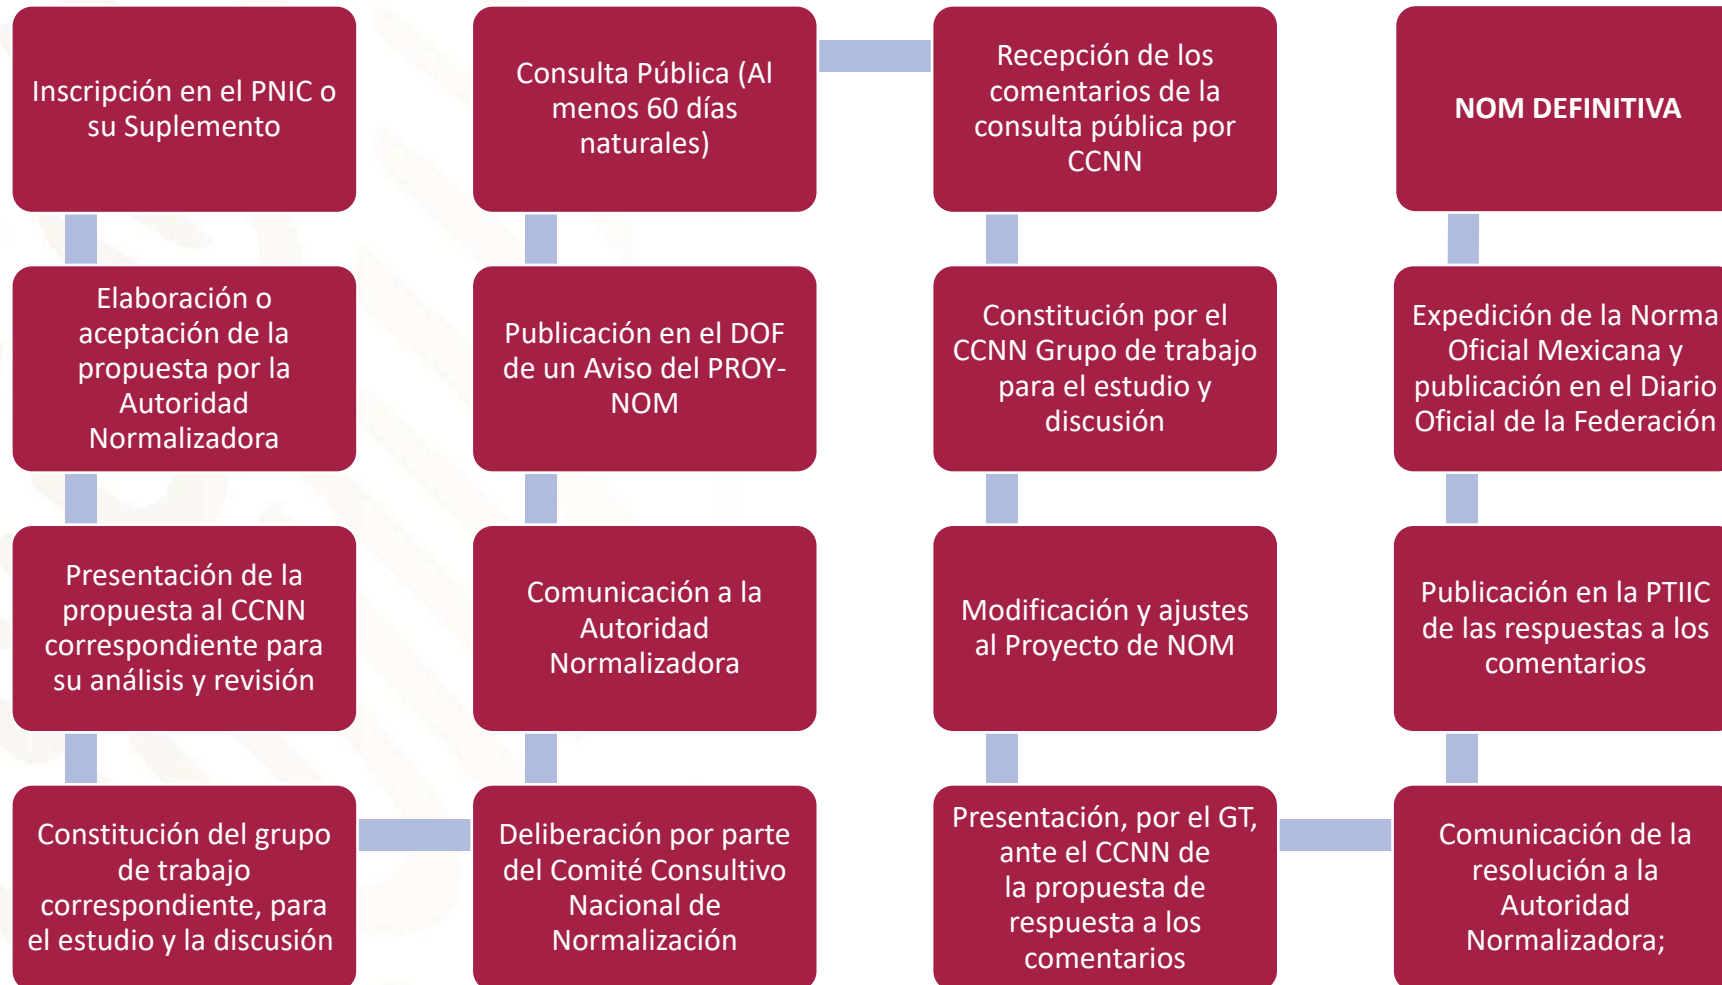 Inscripción en el PNIC o
su Suplemento
Elaboración o
aceptación de la
propuesta por la
Autoridad
Normalizadora
Presentación de la
propuesta al CCNN
correspondiente para
su análisis y revisión
Constitución del grupo
de trabajo
correspondiente, para
el estudio y la discusión
Deliberación por parte
del Comité Consultivo
Nacional de
Normalización
Comunicación a la
Autoridad
Normalizadora
Publicación en el DOF
de un Aviso del PROY-
NOM
Consulta Pública (Al
menos 60 días
naturales)
Recepción de los
comentarios de la
consulta pública por
CCNN
Constitución por el
CCNN Grupo de trabajo
para el estudio y
discusión
Modificación y ajustes
al Proyecto de NOM
Presentación, por el GT,
ante el CCNN de
la propuesta de
respuesta a los
comentarios
Comunicación de la
resolución a la
Autoridad
Normalizadora;
Publicación en la PTIIC
de las respuestas a los
comentarios
Expedición de la Norma
Oficial Mexicana y
publicación en el Diario
Oficial de la Federación
NOM DEFINITIVA